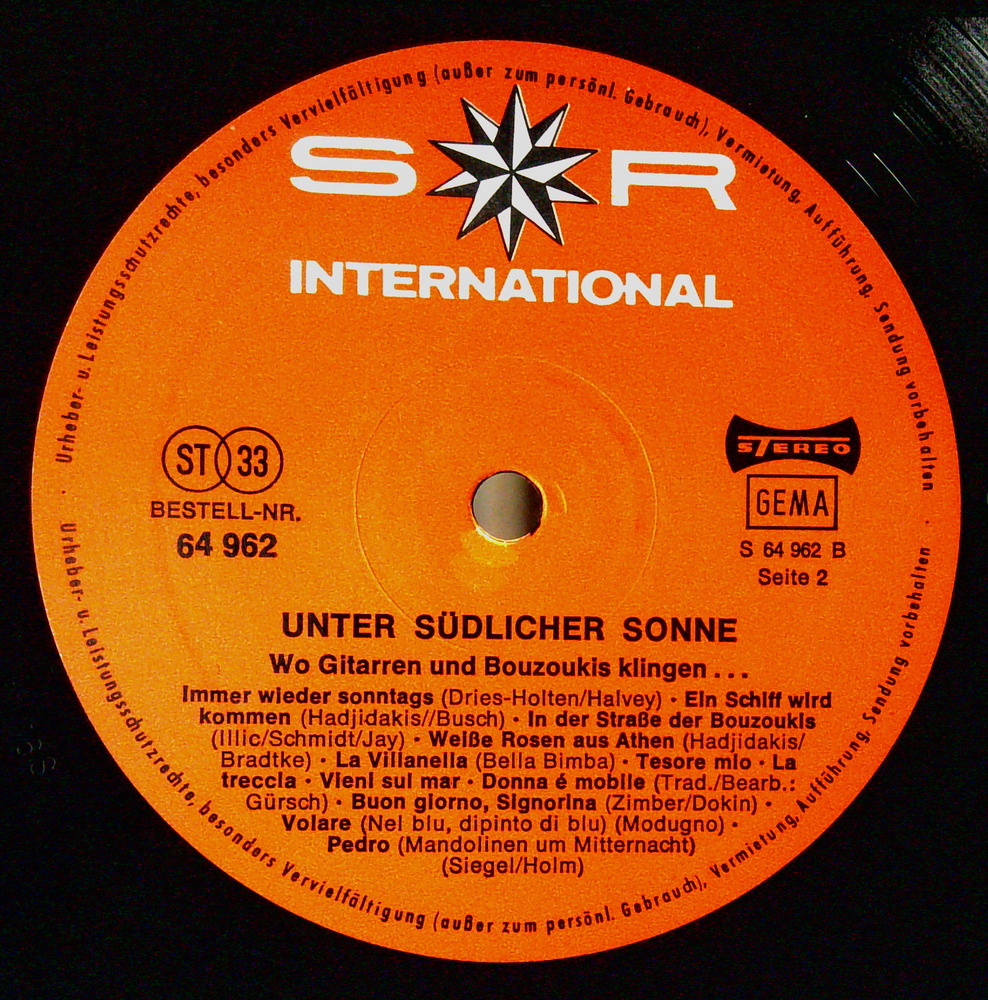 Urheber- u. Leistungsschutzrechte, besonders Vervielfältigung (außer zum persönl. Gebrauch), Vermietung, Aufführung, Sendung vorbehalten
S R
INTERNATIONAL
ST 33
BESTELL-NR.
64 962
STEREO
GEMA
S 64 962 B
Seite 2
UNTER SÜDLICHER SONNE
Wo Gitarren und Bouzoukis klingen . . .
Immer wieder sonntags (Dries-Holten/Halvey) · Ein Schiff wird
kommen (Hadjidakis//Busch) · In der Straße der Bouzoukis
(Illic/Schmidt/Jay) · Weiße Rosen aus Athen (Hadjidakis/
Bradtke) · La Villanella (Bella Bimba) · Tesore mio · La
treccia · Vieni sul mar · Donna é mobile (Trad./Bearb.:
Gürsch) · Buon giorno, Signorina (Zimber/Dokin) ·
Volare (Nel blu, dipinto di blu) (Modugno) ·
Pedro (Mandolinen um Mitternacht)
(Siegel/Holm)
Urheber- u. Leistungsschutzrechte, besonders Vervielfältigung (außer zum persönl. Gebrauch), Vermietung, Aufführung, Sendung vorbehalten